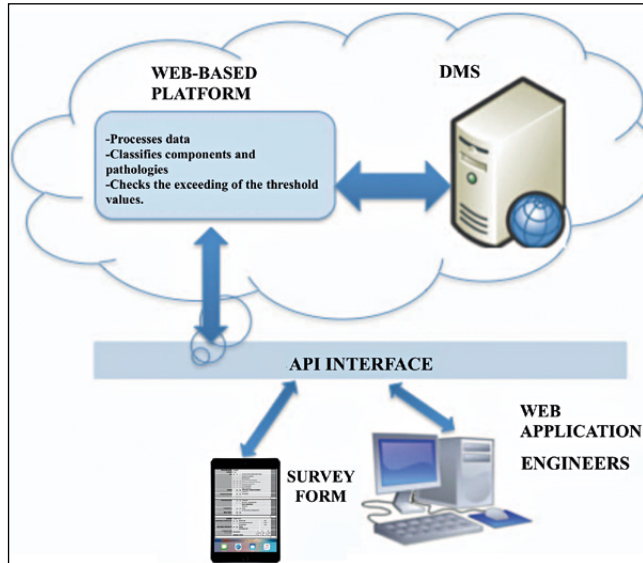 WEB-BASED
PLATFORM
DMS
-Processes data
-Classifies components and
pathologies
-Checks the exceeding of the threshold
values.
API INTERFACE
SURVEY
FORM
WEB
APPLICATION
ENGINEERS